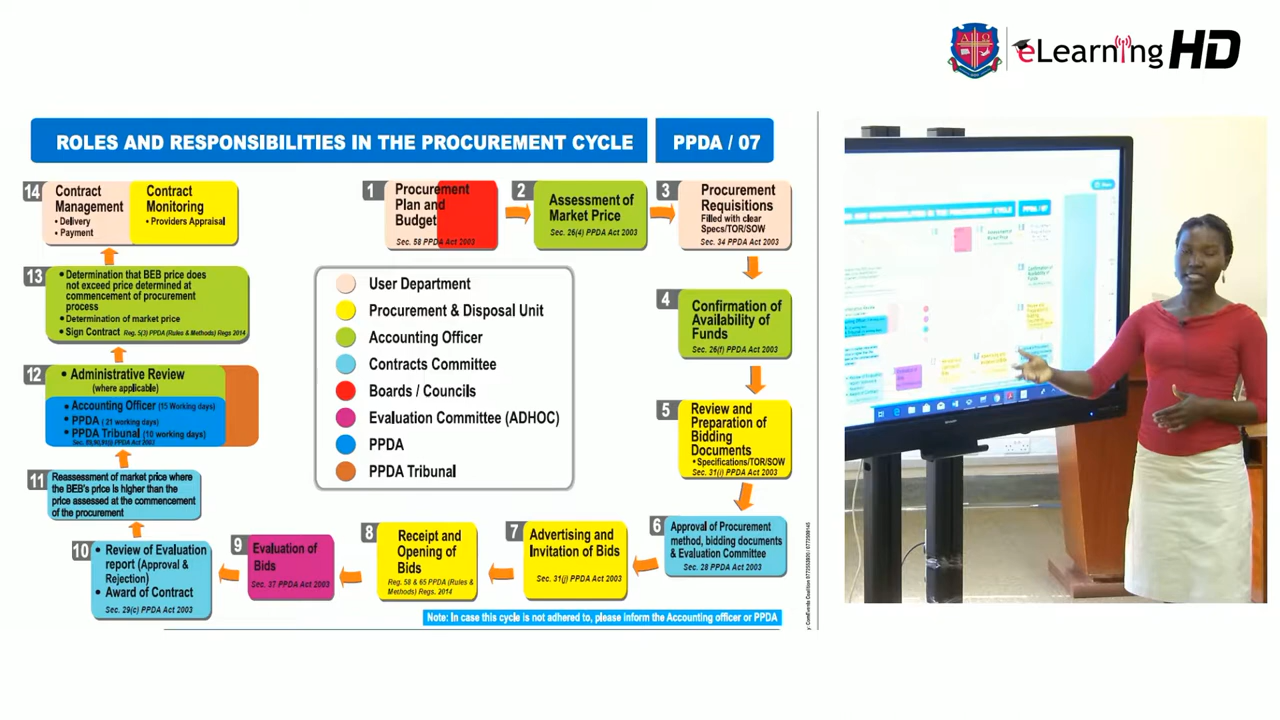 eLearning HD
ROLES AND RESPONSIBILITIES IN THE PROCUREMENT CYCLE
PPDA / 07
14
Contract
Management
• Delivery
• Payment
Contract
Monitoring
• Providers Appraisal
1
Procurement
Plan and
Budget
Sec. 58 PPDA Act 2003
2
Assessment of
Market Price
Sec. 26(4) PPDA Act 2003
3
Procurement
Requisitions
Filled with clear
Specs/TOR/SOW
Sec. 34 PPDA Act 2003
13
• Determination that BEB price does
not exceed price determined at
commencement of procurement
process
• Determination of market price
• Sign Contract Reg. 5(3) PPDA (Rules & Methods) Regs 2014
User Department
Procurement & Disposal Unit
Accounting Officer
Contracts Committee
Boards / Councils
Evaluation Committee (ADHOC)
PPDA
PPDA Tribunal
4
Confirmation of
Availability of
Funds
Sec. 26(f) PPDA Act 2003
12
• Administrative Review
(where applicable)
• Accounting Officer (15 Working days)
• PPDA ( 21 working days)
• PPDA Tribunal (10 working days)
5
Review and
Preparation of
Bidding
Documents
• Specifications/TOR/SOW
Sec. 31(i) PPDA Act 2003
11
Reassessment of market price where
the BEB's price is higher than the
price assessed at the commencement
of the procurement
6
Approval of Procurement
method, bidding documents
& Evaluation Committee
Sec. 28 PPDA Act 2003
7
Advertising and
Invitation of Bids
Sec. 31(j) PPDA Act 2003
8
Receipt and
Opening of
Bids
Reg. 58 & 65 PPDA (Rules &
Methods) Regs. 2014
9
Evaluation of
Bids
Sec. 37 PPDA Act 2003
10
• Review of Evaluation
report (Approval &
Rejection)
• Award of Contract
Sec. 29(c) PPDA Act 2003
Note: In case this cycle is not adhered to, please inform the Accounting officer or PPDA